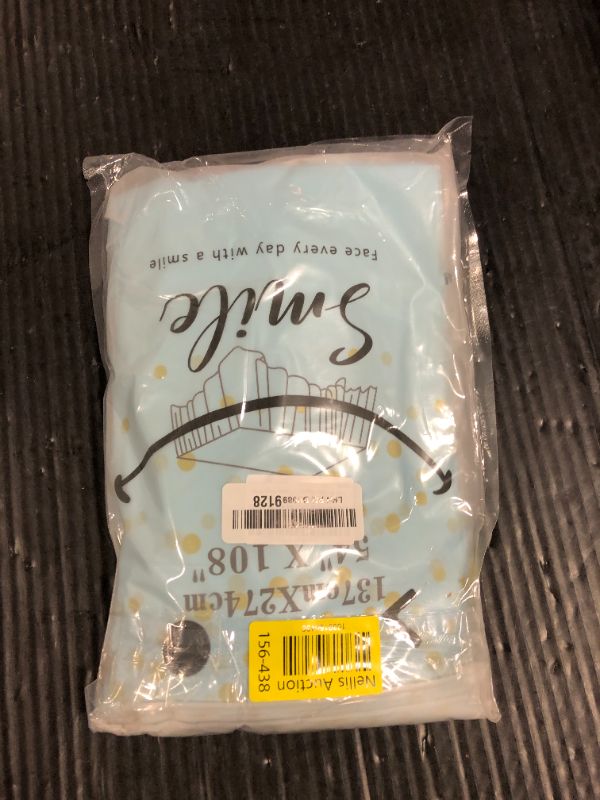 Nellis Auction
156-438
137cmX274cm
54" X 108"
9128
Smile
Face every day with a smile